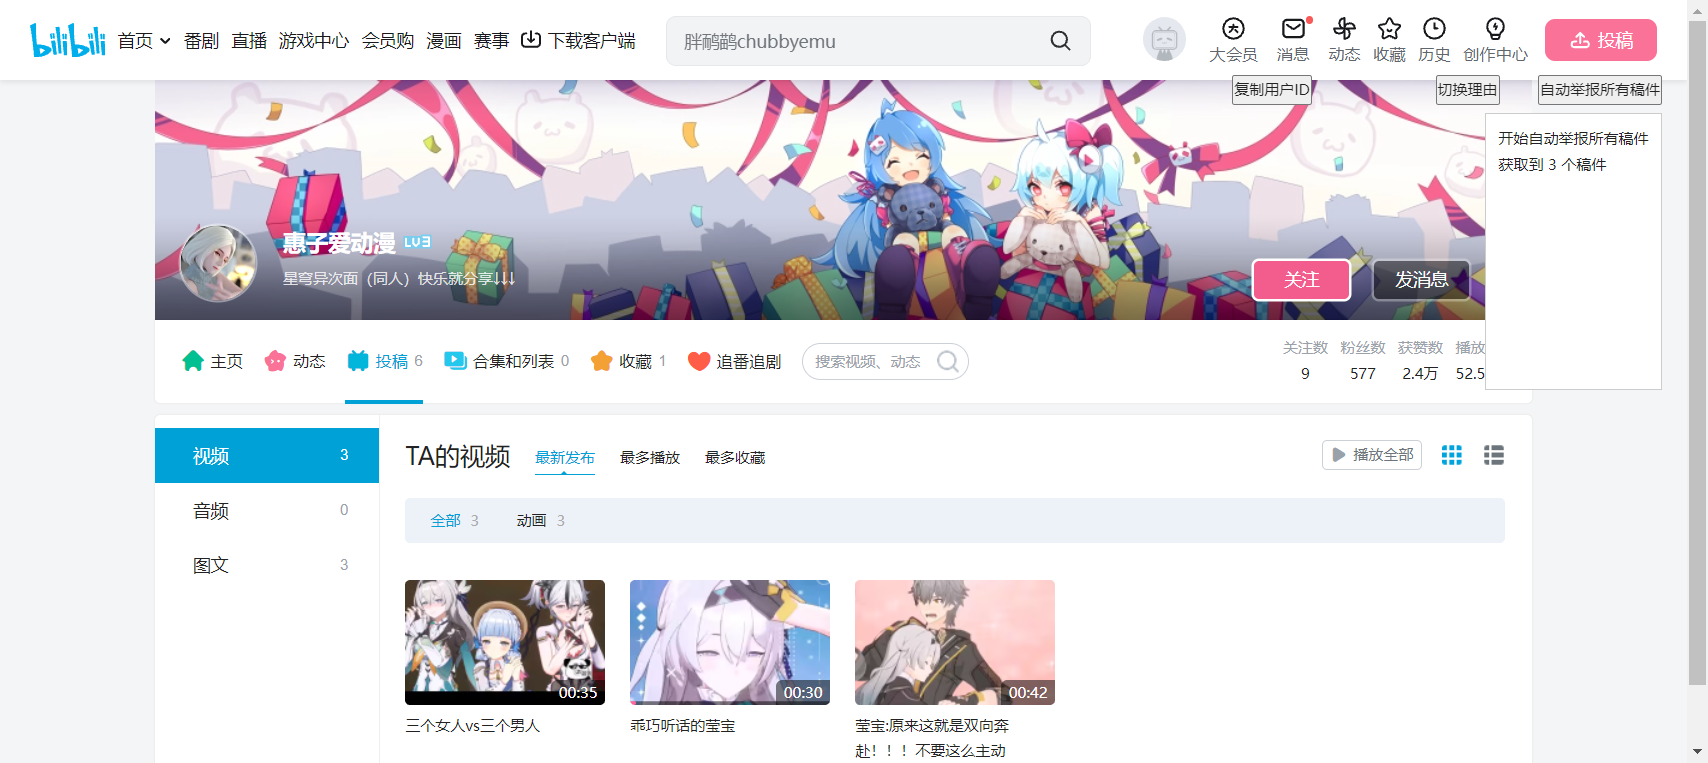 bilibili 首页 番剧 直播 游戏中心 会员购 漫画 赛事 下载客户端
胖鸸鹋chubbyemu
大会员 消息 动态 收藏 历史 创作中心 投稿
复制用户ID 切换理由 自动举报所有稿件
开始自动举报所有稿件
获取到 3 个稿件
惠子爱动漫 LV3
星穹异次面（同人）快乐就分享↓↓↓
关注 发消息
主页 动态 投稿 6 合集和列表 0 收藏 1 追番追剧 搜索视频、动态
关注数 粉丝数 获赞数 播放
9 577 2.4万 52.5
视频 3
音频 0
图文 3
TA的视频 最新发布 最多播放 最多收藏 播放全部
全部 3 动画 3
00:35 00:30 00:42
三个女人vs三个男人
乖巧听话的莹宝
莹宝:原来这就是双向奔
赴！！！不要这么主动